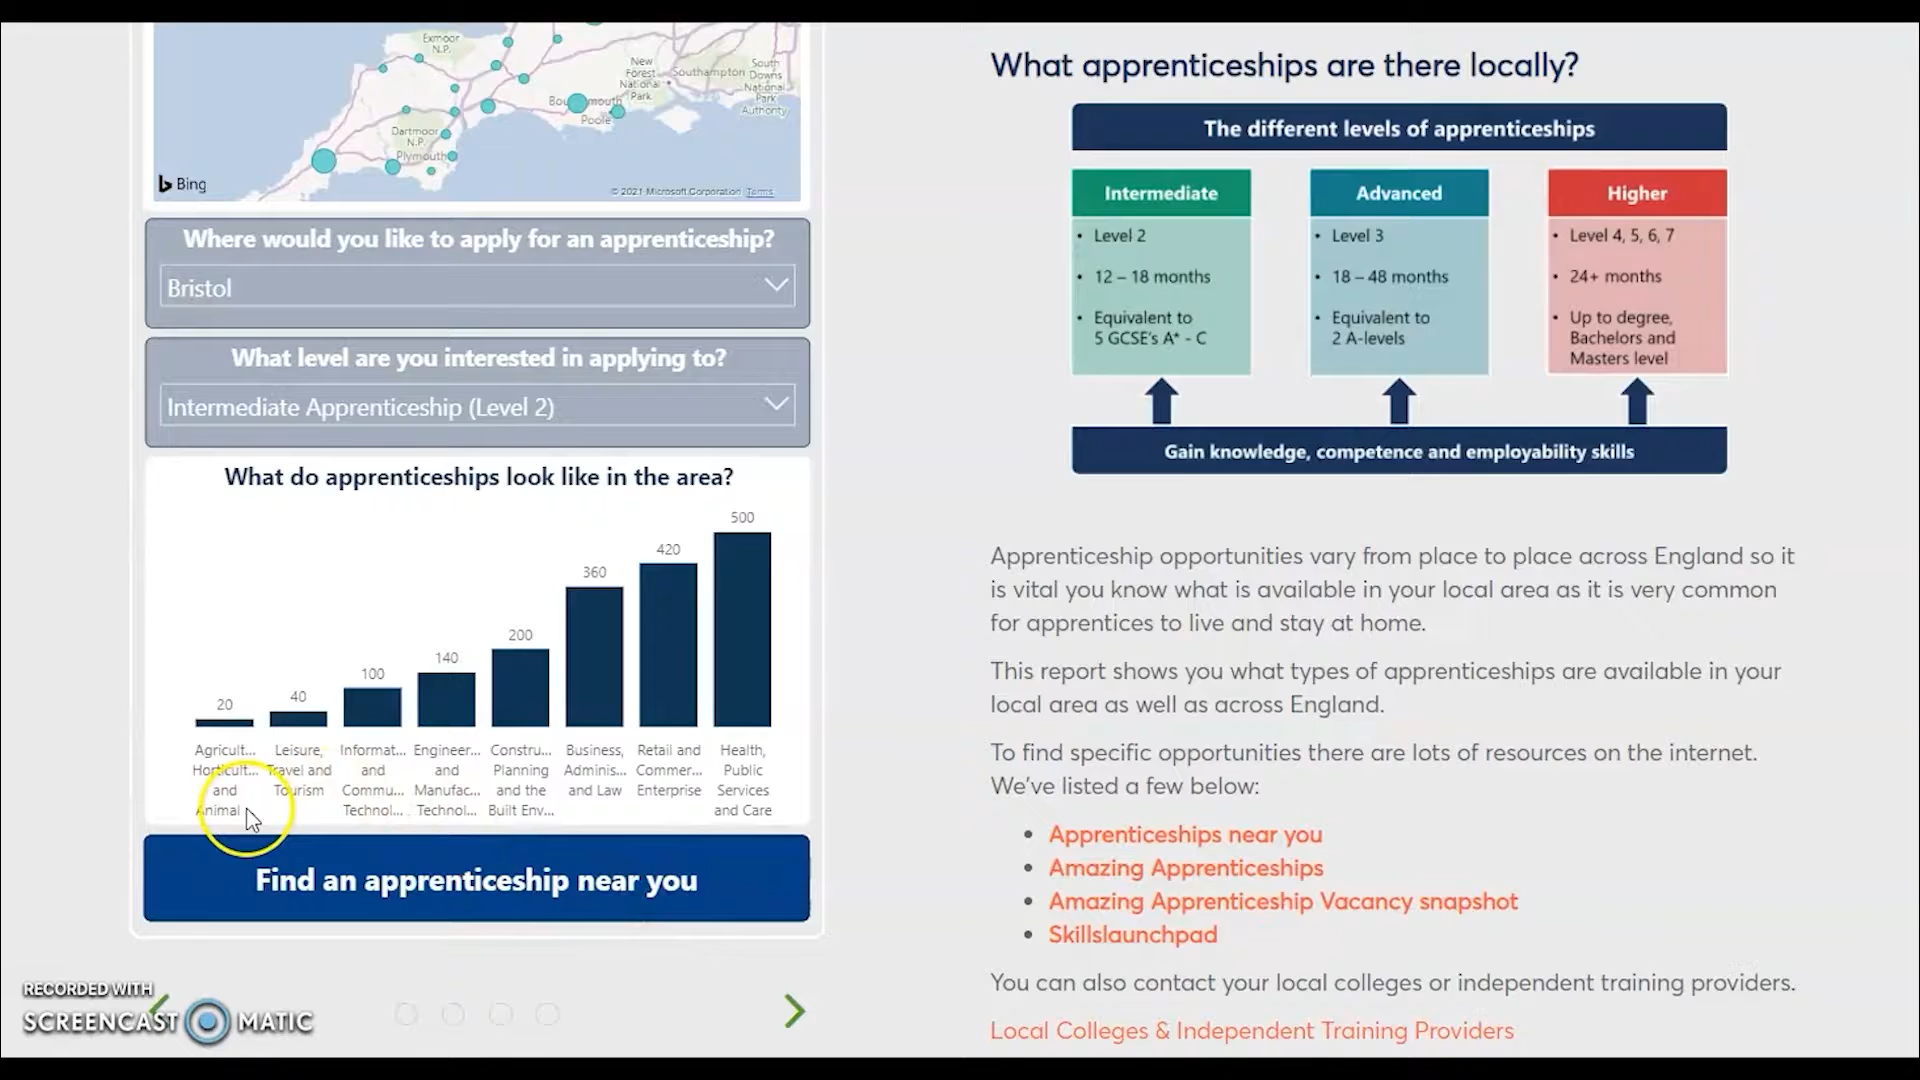 Exmoor
N.P.
New
Forest
National
Park
Southampton
South
Downs
National
Park
Authority
Poole
Dartmoor
N.P.
Plymouth
Bing
© 2021 Microsoft Corporation Terms
Where would you like to apply for an apprenticeship?
Bristol
What level are you interested in applying to?
Intermediate Apprenticeship (Level 2)
What do apprenticeships look like in the area?
20
40
100
140
200
360
420
500
Agricult...
Horticult...
and
Animal
Leisure,
Travel and
Tourism
Informat...
and
Commu...
Technol...
Engineer...
and
Manufac...
Technol...
Constru...
Planning
and the
Built Env...
Business,
Adminis...
and Law
Retail and
Commer...
Enterprise
Health,
Public
Services
and Care
Find an apprenticeship near you
RECORDED WITH
SCREENCAST MATIC
What apprenticeships are there locally?
The different levels of apprenticeships
Intermediate
• Level 2
• 12 – 18 months
• Equivalent to
5 GCSE's A* - C
Advanced
• Level 3
• 18 – 48 months
• Equivalent to
2 A-levels
Higher
• Level 4, 5, 6, 7
• 24+ months
• Up to degree,
Bachelors and
Masters level
Gain knowledge, competence and employability skills
Apprenticeship opportunities vary from place to place across England so it
is vital you know what is available in your local area as it is very common
for apprentices to live and stay at home.
This report shows you what types of apprenticeships are available in your
local area as well as across England.
To find specific opportunities there are lots of resources on the internet.
We've listed a few below:
• Apprenticeships near you
• Amazing Apprenticeships
• Amazing Apprenticeship Vacancy snapshot
• Skillslaunchpad
You can also contact your local colleges or independent training providers.
Local Colleges & Independent Training Providers